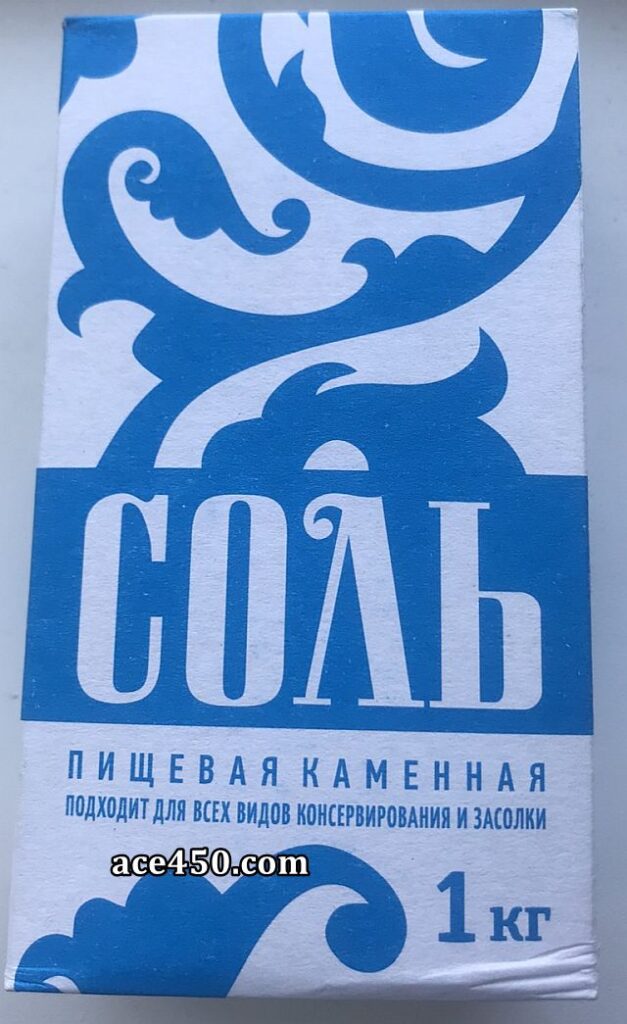 СОЛЬ
ПИЩЕВАЯ КАМЕННАЯ
ПОДХОДИТ ДЛЯ ВСЕХ ВИДОВ КОНСЕРВИРОВАНИЯ И ЗАСОЛКИ
ace450.com
1 кг